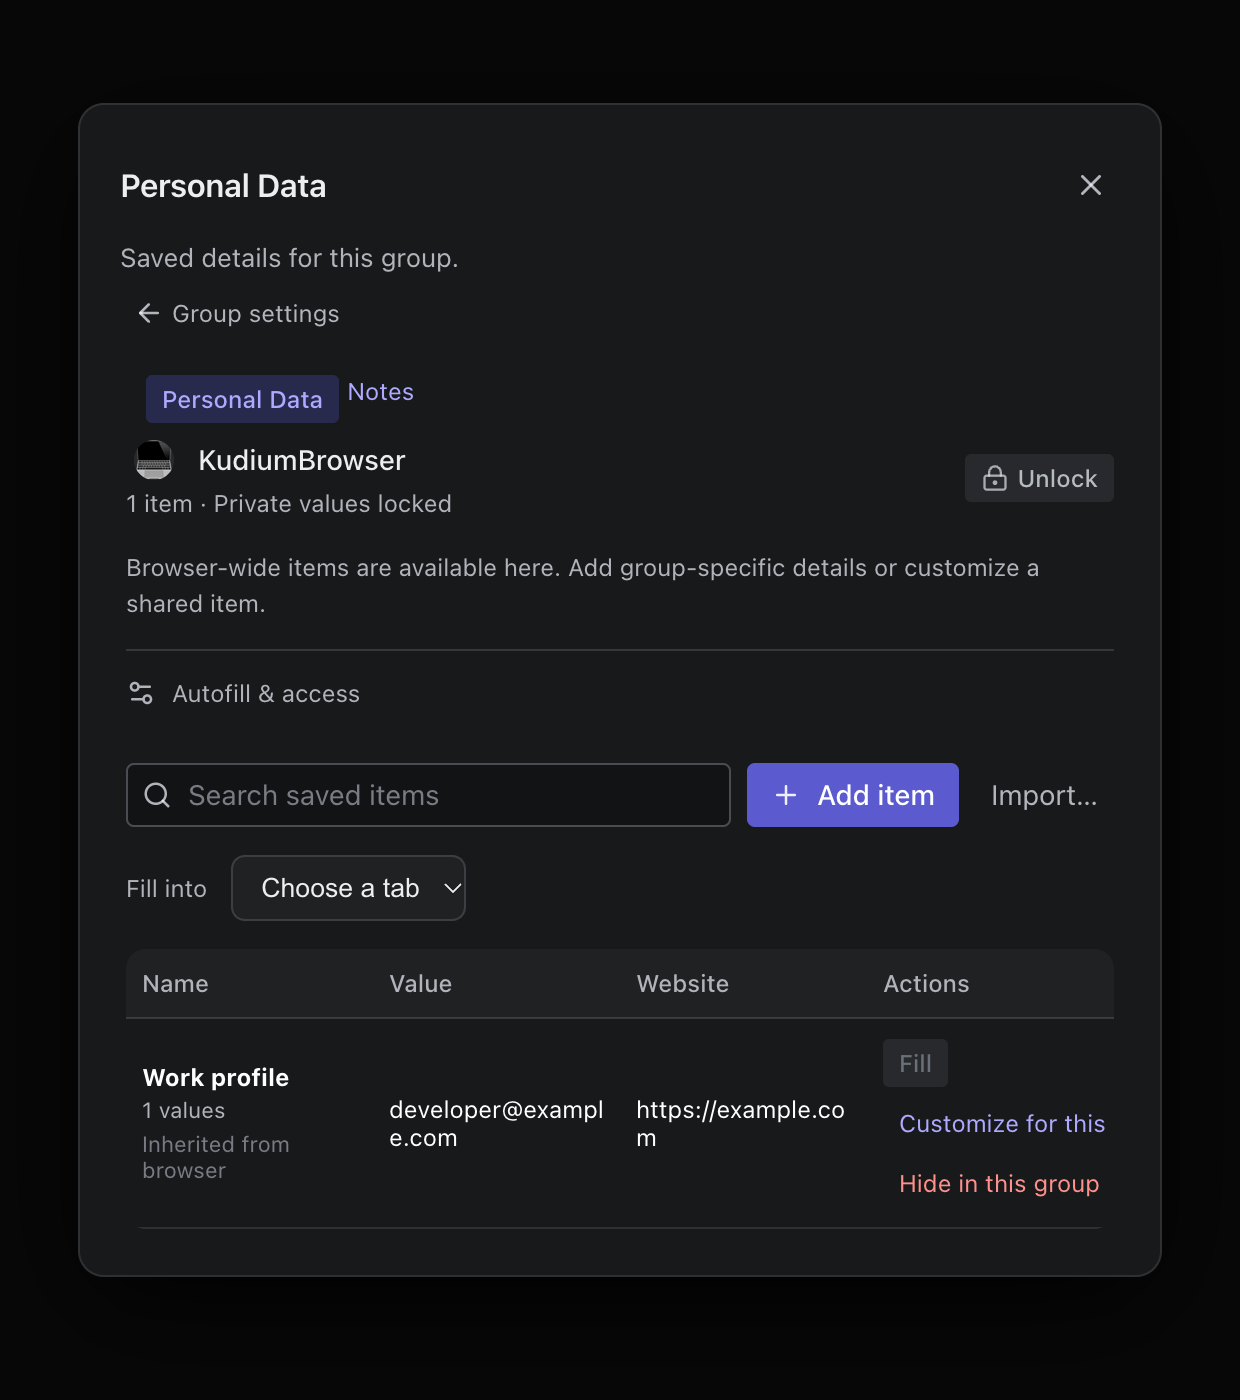 Personal Data
Saved details for this group.
Group settings
Personal Data
Notes
KudiumBrowser
Unlock
1 item · Private values locked
Browser-wide items are available here. Add group-specific details or customize a
shared item.
Autofill & access
Search saved items
Add item
Import...
Fill into
Choose a tab
Name
Value
Website
Actions
Work profile
1 values
Inherited from
browser
developer@exampl
e.com
https://example.co
m
Fill
Customize for this
Hide in this group